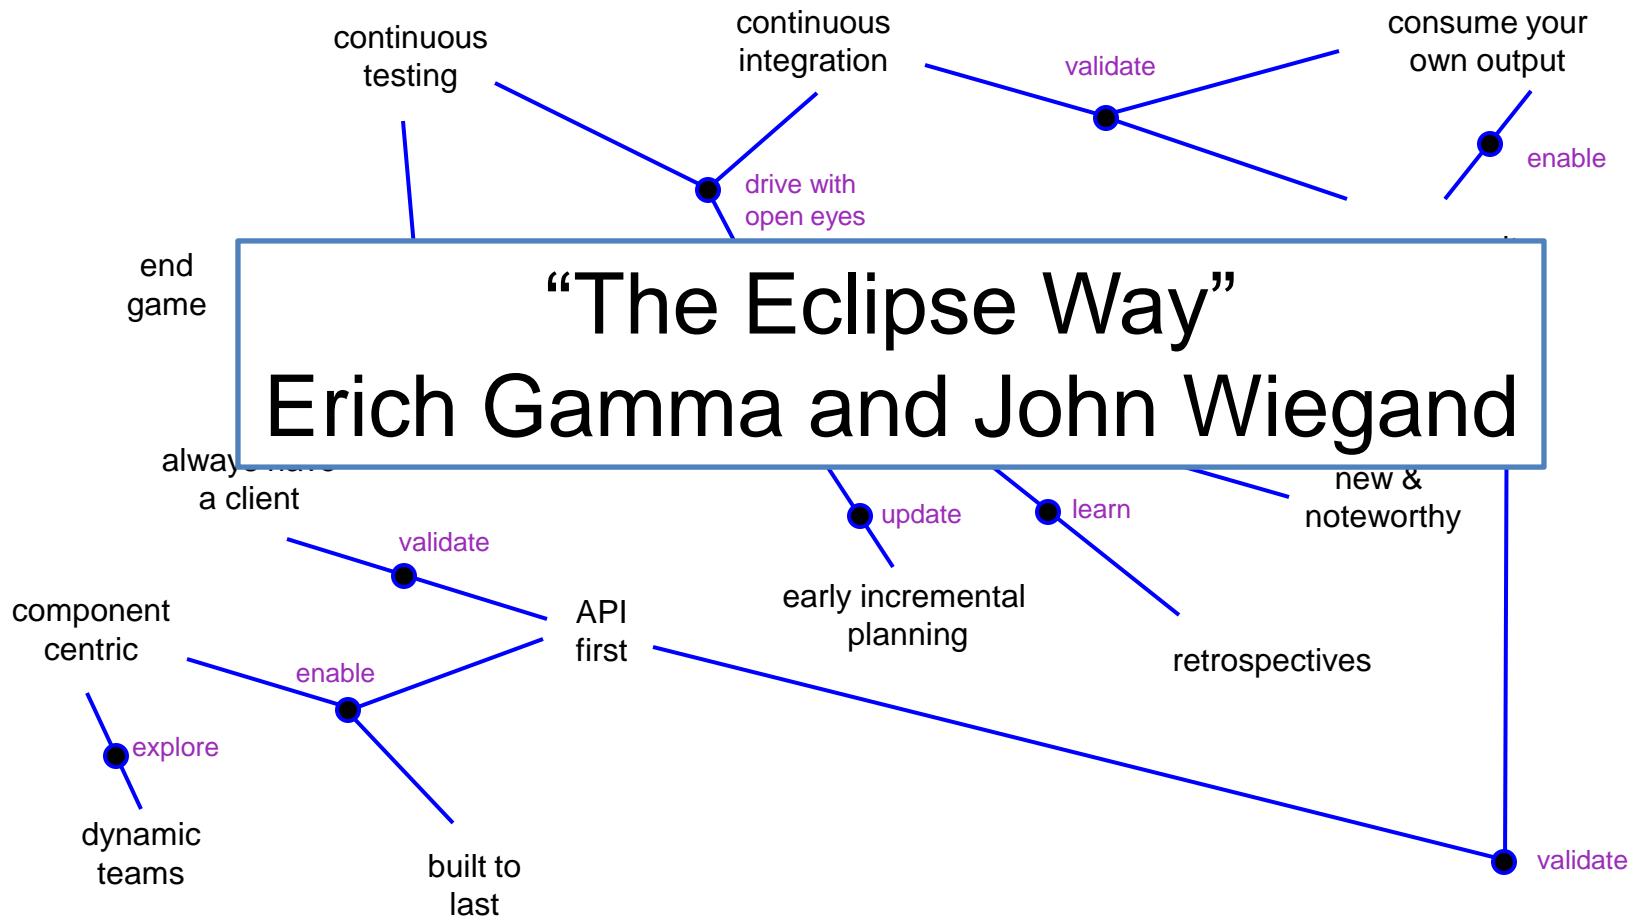 continuous
testing
continuous
integration
validate
consume your
own output
enable
drive with
open eyes
end
game
“The Eclipse Way”
Erich Gamma and John Wiegand
always have
a client
new &
noteworthy
update
learn
validate
early incremental
planning
retrospectives
component
centric
API
first
enable
explore
dynamic
teams
built to
last
validate